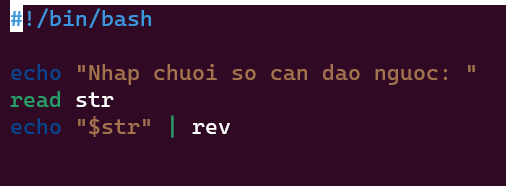 #!/bin/bash
echo "Nhap chuoi so can dao nguoc: "
read str
echo "$str" | rev